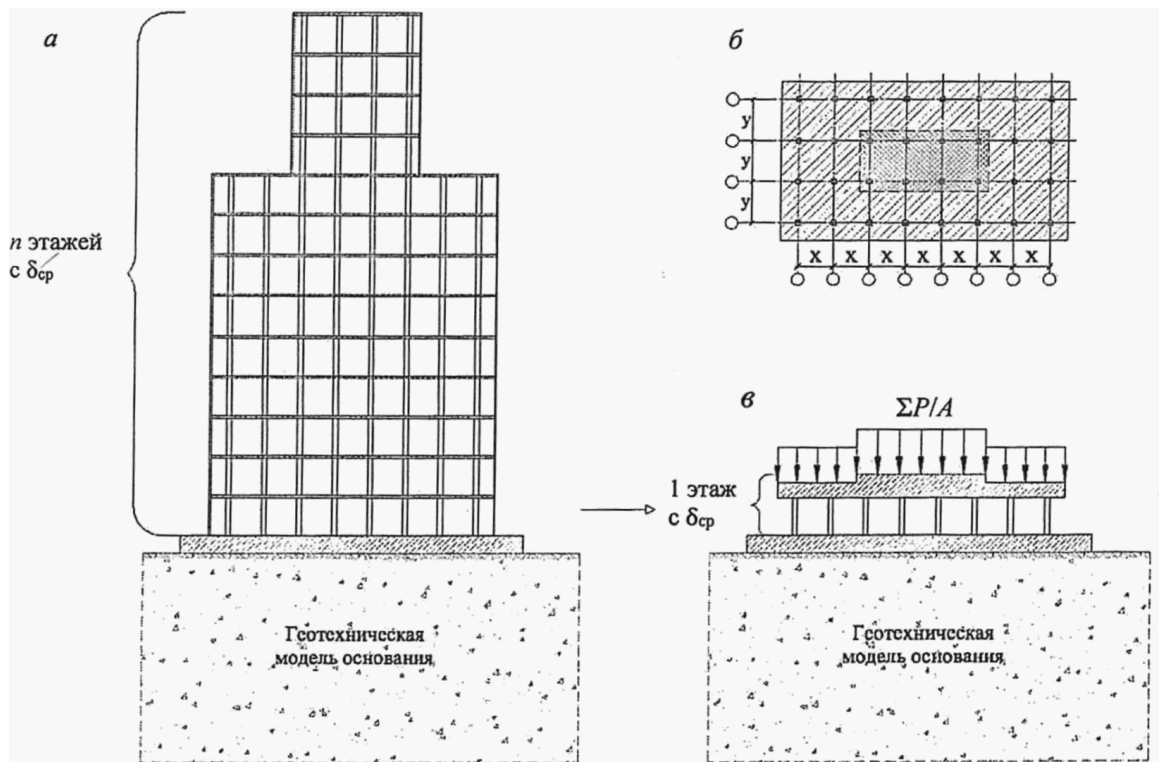 а
n этажей
с δср
б
у
у
у
х х х х х х х
в
ΣP/A
1 этаж
с δср
Геотехническая
модель основания
Геотехническая
модель основания